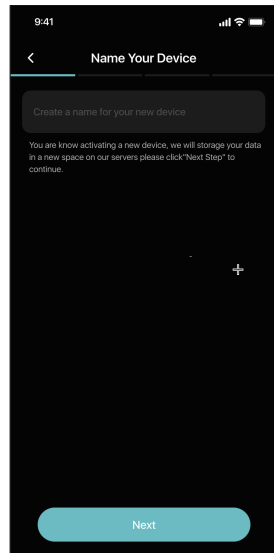 9:41
Name Your Device
Create a name for your new device
You are know activating a new device, we will storage your data
in a new space on our servers please click"Next Step" to
continue.
Next